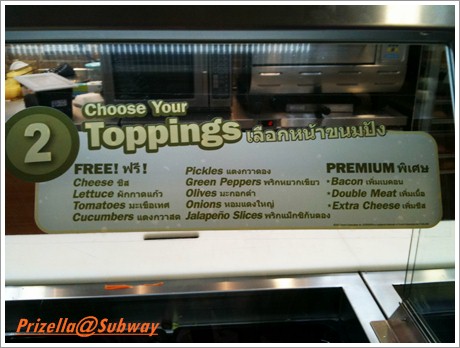 2
Choose Your
Toppings เลือกหน้าขนมปัง
FREE! ฟรี!
Cheese ชีส
Lettuce ผักกาดแก้ว
Tomatoes มะเขือเทศ
Cucumbers แตงกวาสด
Pickles แตงกวาดอง
Green Peppers พริกหยวกเขียว
Olives มะกอกดำ
Onions หอมแดงใหญ่
Jalapeño Slices พริกแม็กซิกันดอง
PREMIUM พิเศษ
•Bacon เพิ่มเบคอน
•Double Meat เพิ่มเนื้อ
•Extra Cheese เพิ่มชีส
Prizella@Subway